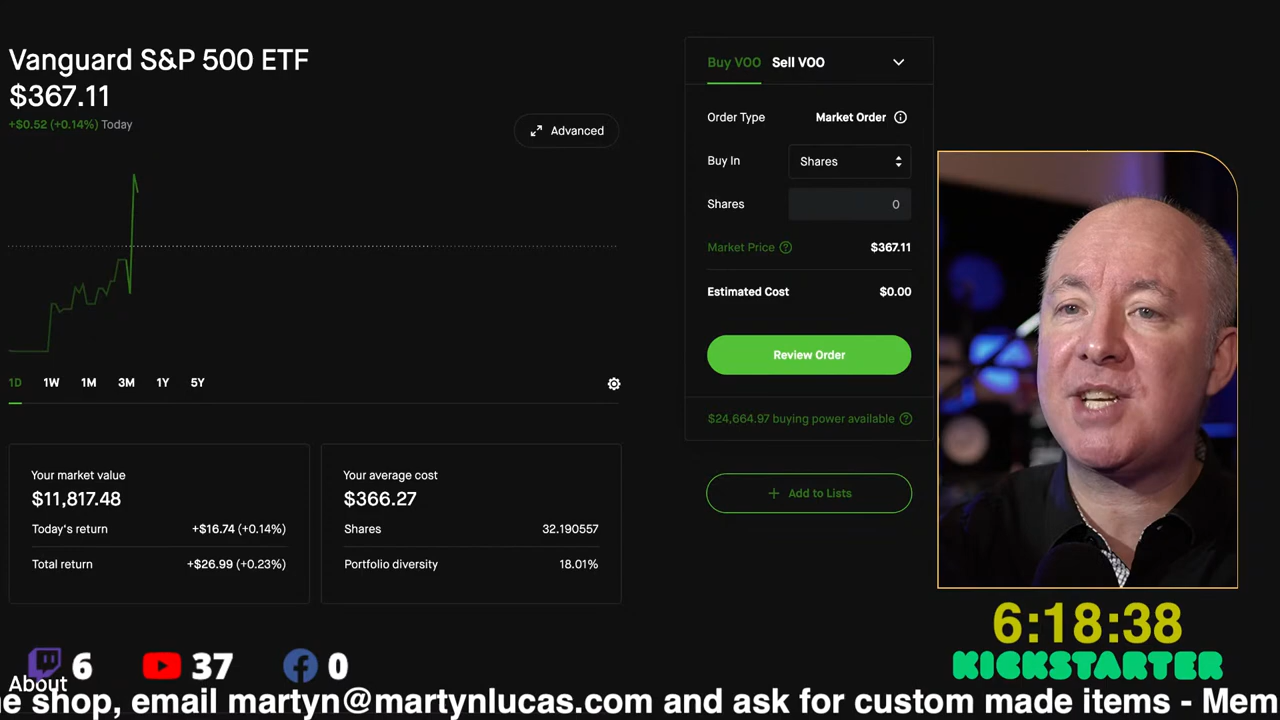 Vanguard S&P 500 ETF
$367.11
+$0.52 (+0.14%) Today
Advanced
1D 1W 1M 3M 1Y 5Y
Your market value
$11,817.48
Today's return +$16.74 (+0.14%)
Total return +$26.99 (+0.23%)
Your average cost
$366.27
Shares 32.190557
Portfolio diversity 18.01%
Buy VOO Sell VOO
Order Type Market Order
Buy In Shares
Shares 0
Market Price $367.11
Estimated Cost $0.00
Review Order
$24,664.97 buying power available
+ Add to Lists
6:18:38
KICKSTARTER
6 37 0
About
e shop, email martyn@martynlucas.com and ask for custom made items - Mem